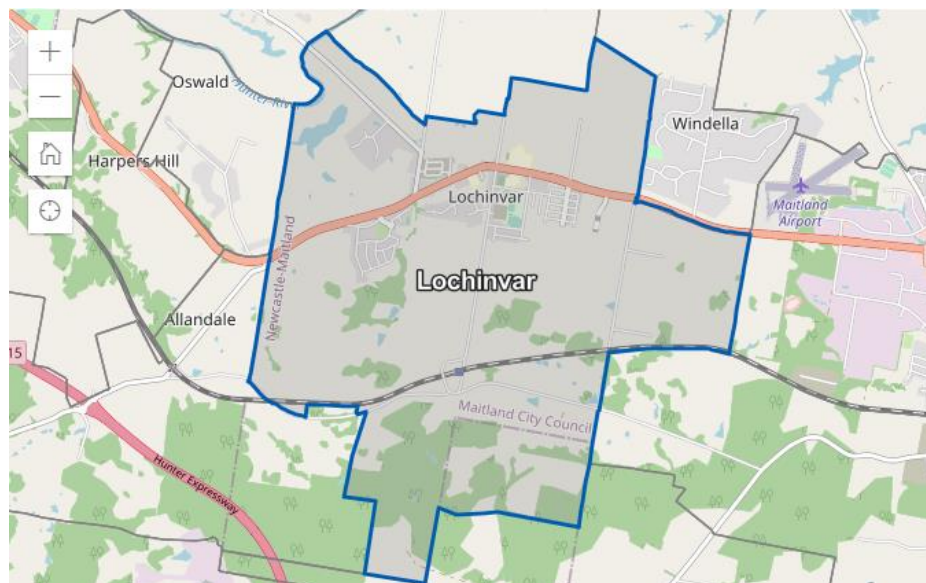 Oswald
Hunter Riv
Windella
Harpers Hill
Lochinvar
Maitland
Airport
Newcastle-Maitland
Lochinvar
Allandale
15
Maitland City Council
Hunter Expressway